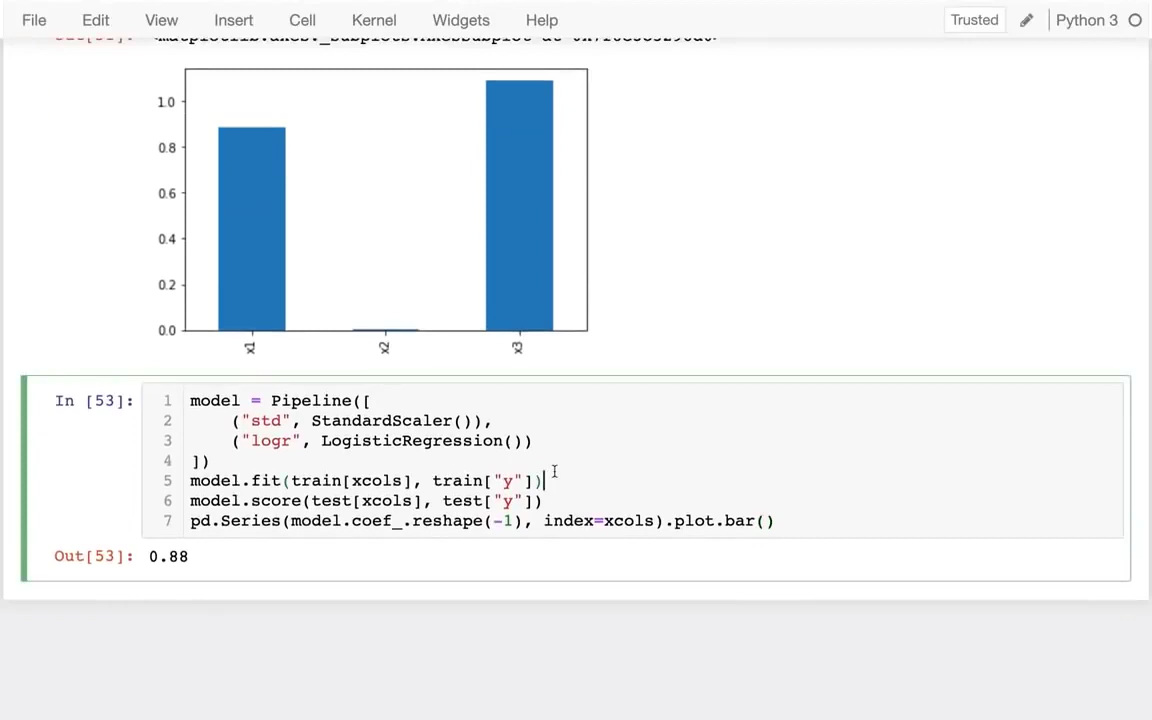 File Edit View Insert Cell Kernel Widgets Help Trusted Python 3
1.0
0.8
0.6
0.4
0.2
0.0
x1 x2 x3
In [53]:
1 model = Pipeline([
2 ("std", StandardScaler()),
3 ("logr", LogisticRegression())
4 ])
5 model.fit(train[xcols], train["y"])
6 model.score(test[xcols], test["y"])
7 pd.Series(model.coef_.reshape(-1), index=xcols).plot.bar()
Out[53]: 0.88